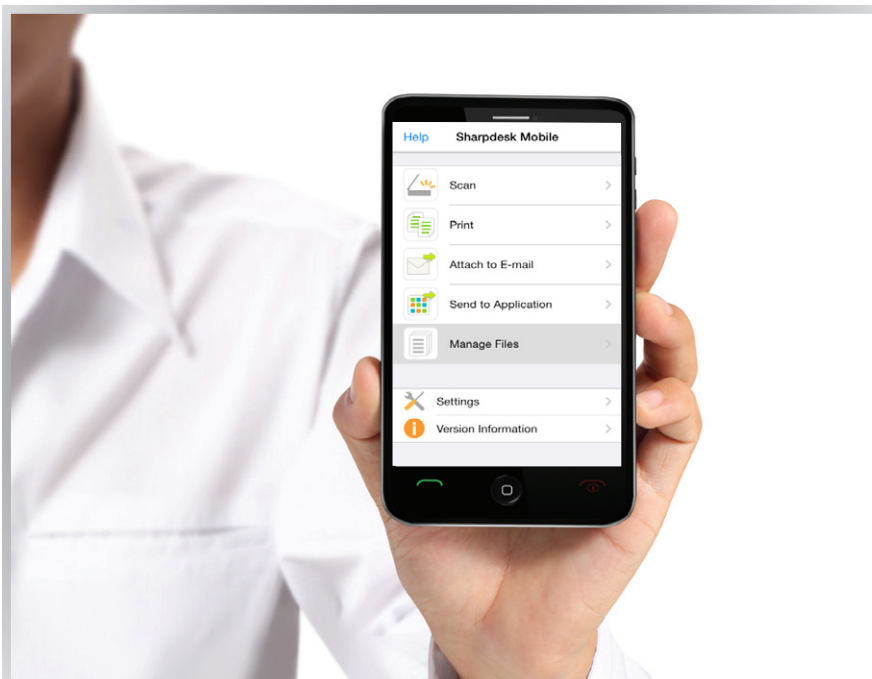 Help Sharpdesk Mobile
Scan
Print
Attach to E-mail
Send to Application
Manage Files
Settings
Version Information